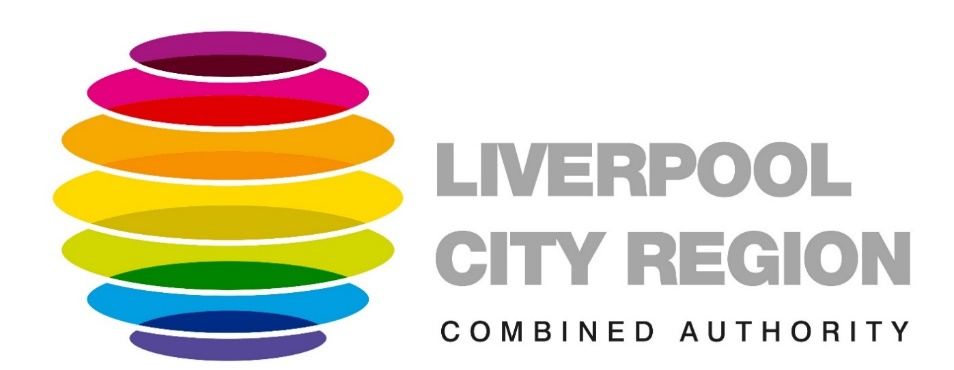 LIVERPOOL
CITY REGION
COMBINED AUTHORITY